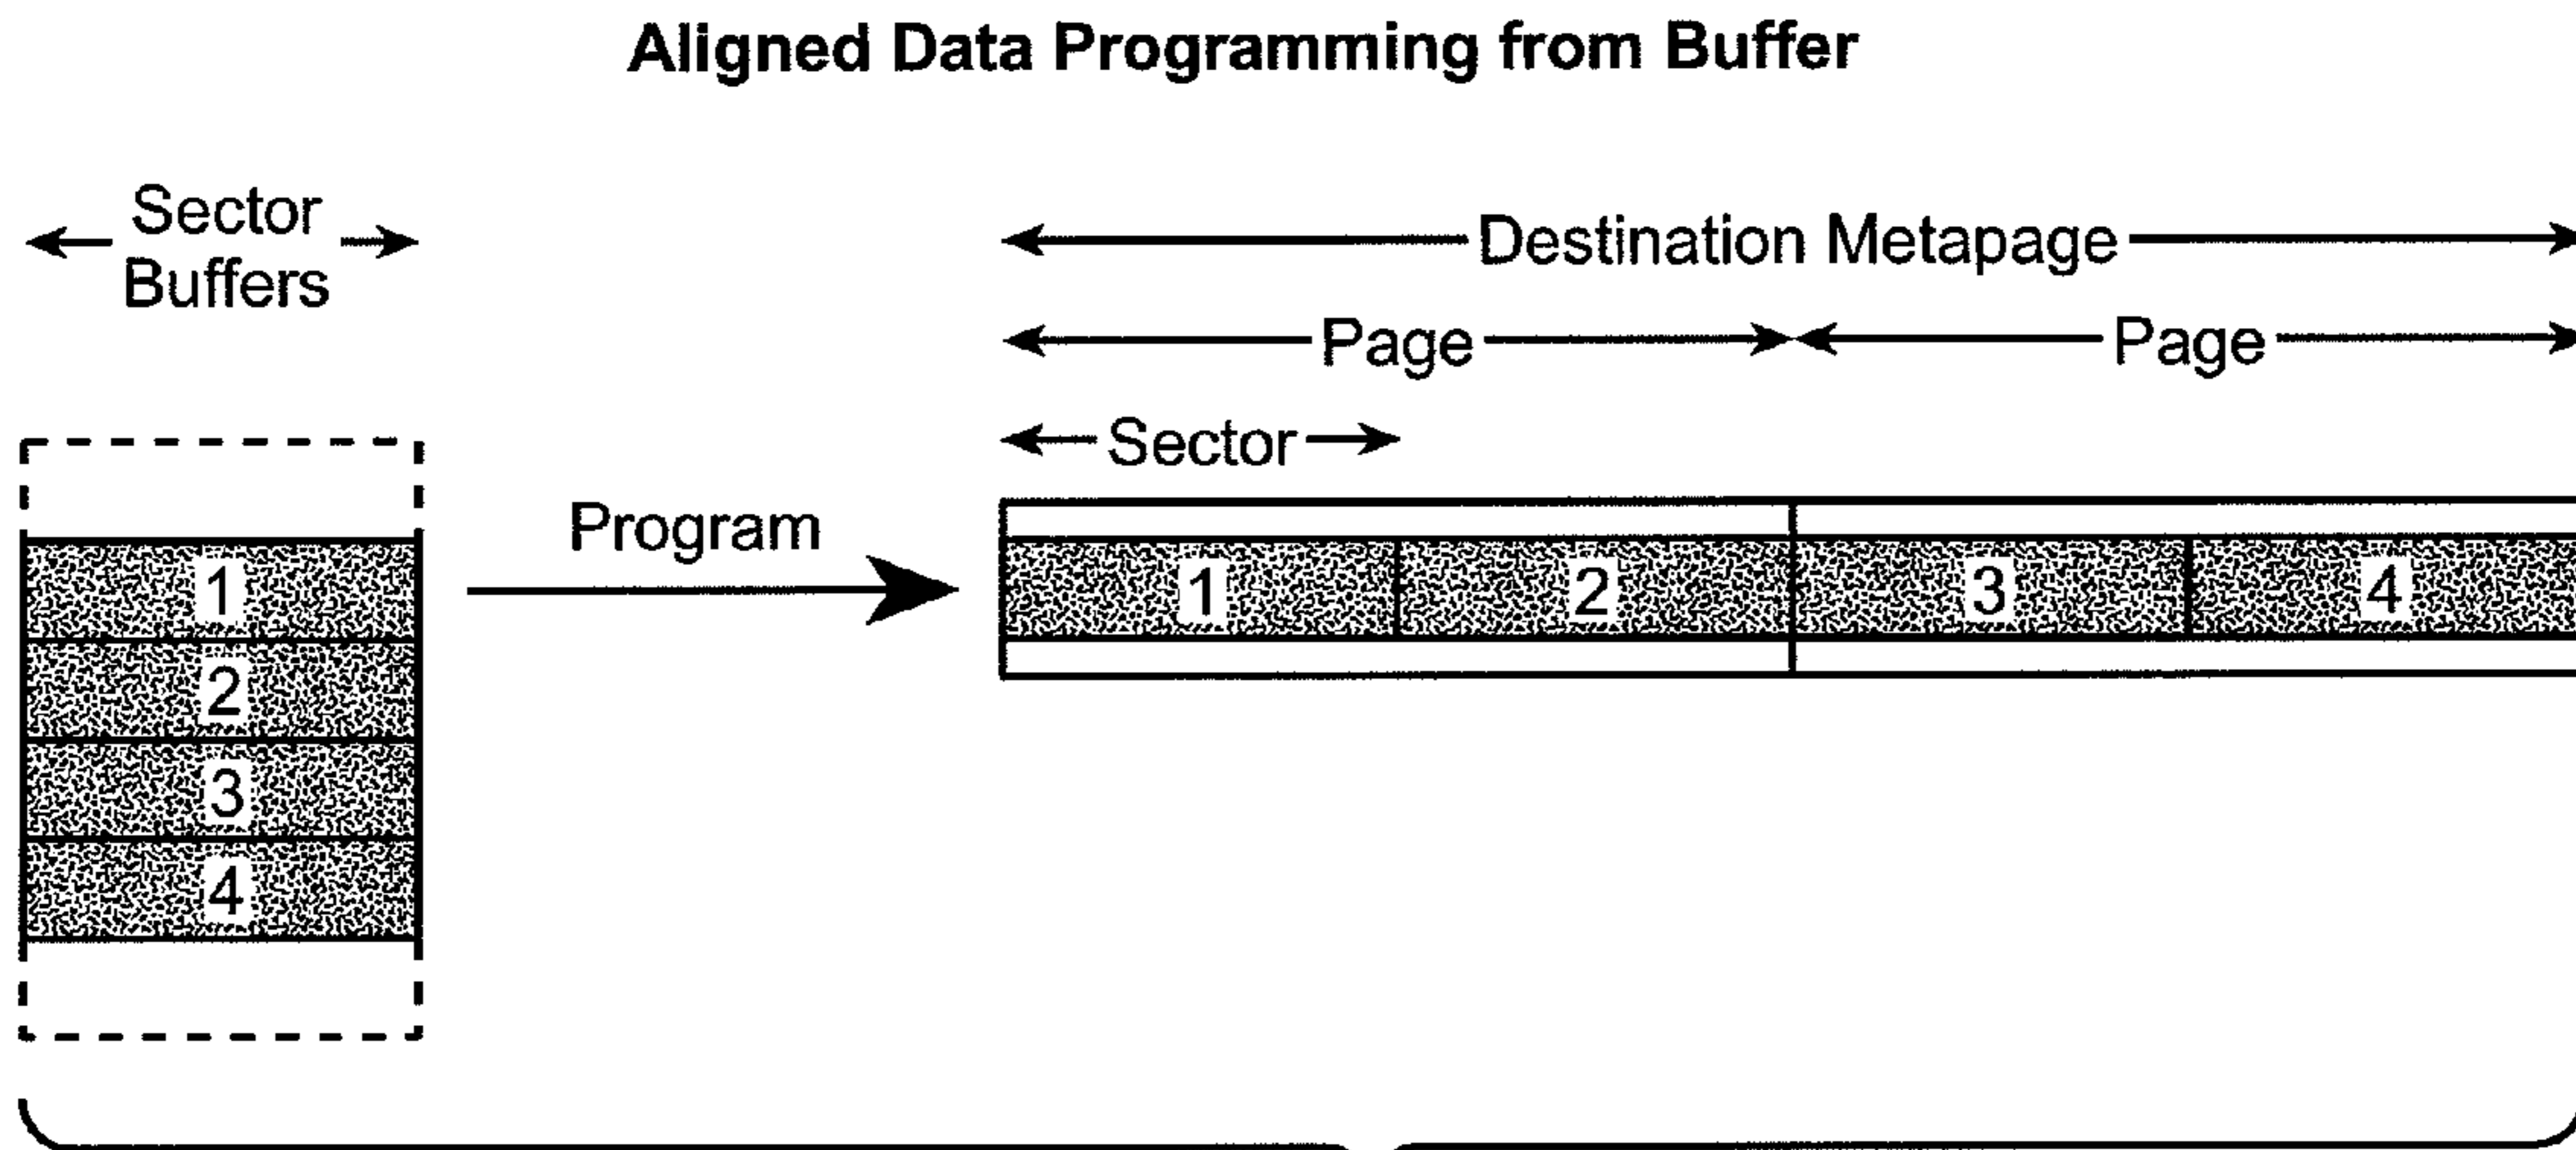 Aligned Data Programming from Buffer
Sector
Buffers
Destination Metapage
Page
Page
Sector
Program
1
2
3
4
1
2
3
4